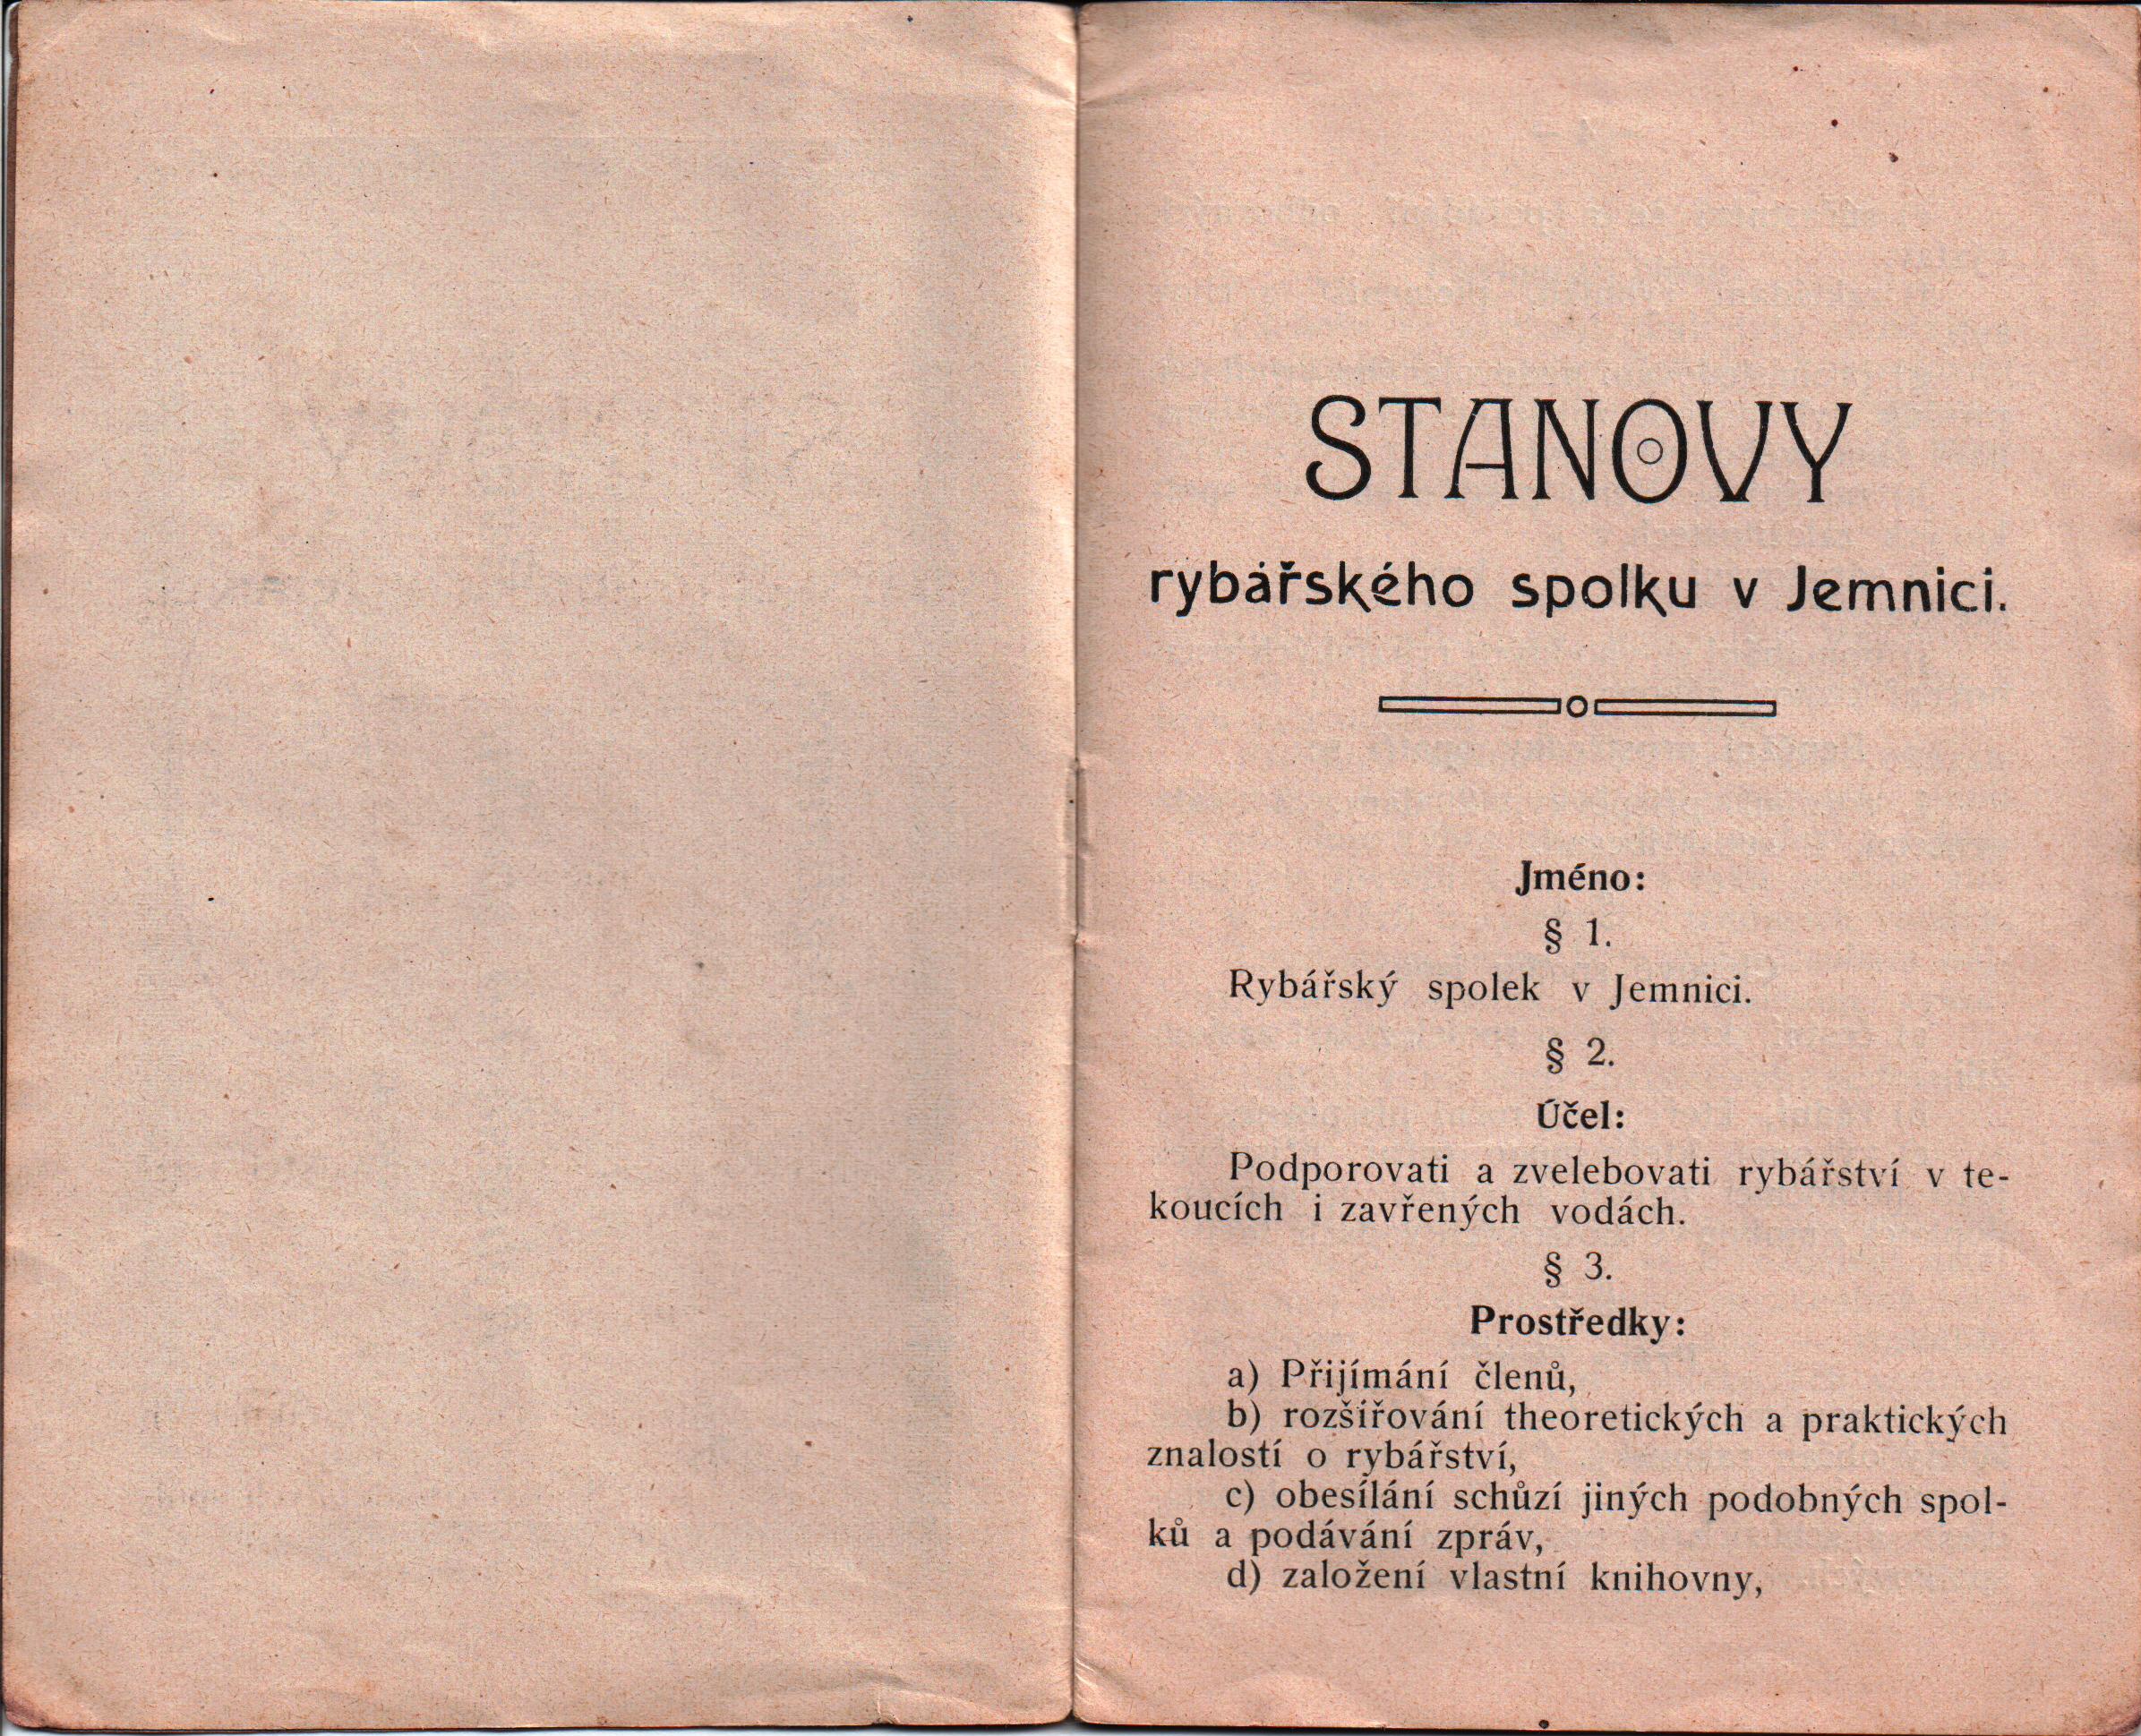 STANOVY
rybářského spolku v Jemnici.
Jméno:
§ 1.
Rybářský spolek v Jemnici.
§ 2.
Účel:
Podporovati a zvelebovati rybářství v te-
koucích i zavřených vodách.
§ 3.
Prostředky:
a) Přijímání členů,
b) rozšiřování theoretických a praktických
znalostí o rybářství,
c) obesílání schůzí jiných podobných spol-
ků a podávání zpráv,
d) založení vlastní knihovny,